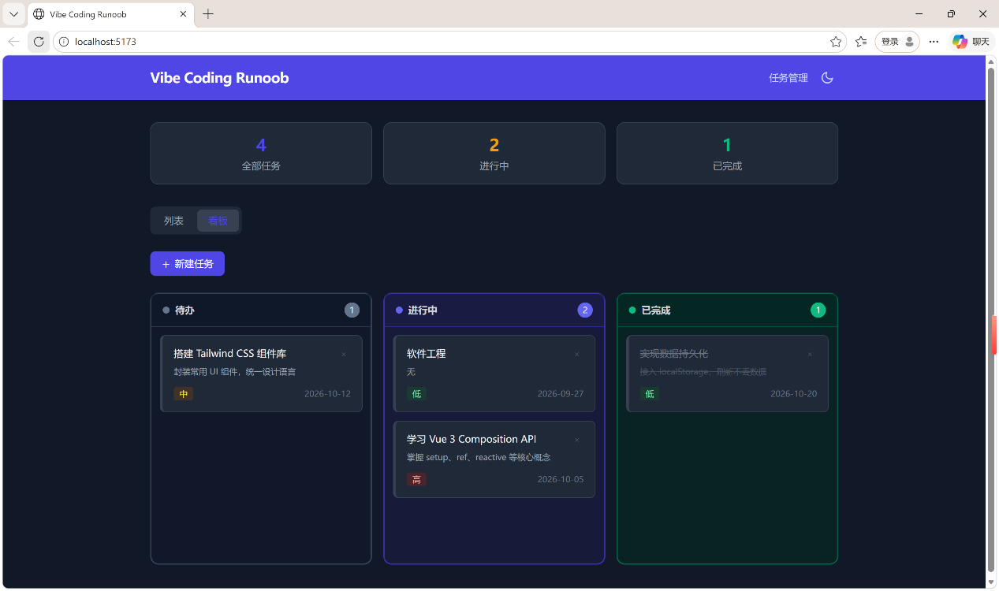 Vibe Coding Runoob
localhost:5173
登录
聊天
Vibe Coding Runoob
任务管理
4
全部任务
2
进行中
1
已完成
列表
看板
+ 新建任务
待办
1
搭建 Tailwind CSS 组件库
封装常用 UI 组件，统一设计语言
中
2026-10-12
进行中
2
软件工程
无
低
2026-09-27
学习 Vue 3 Composition API
掌握 setup、ref、reactive 等核心概念
高
2026-10-05
已完成
1
实现数据持久化
接入 localStorage，刷新不丢数据
低
2026-10-20